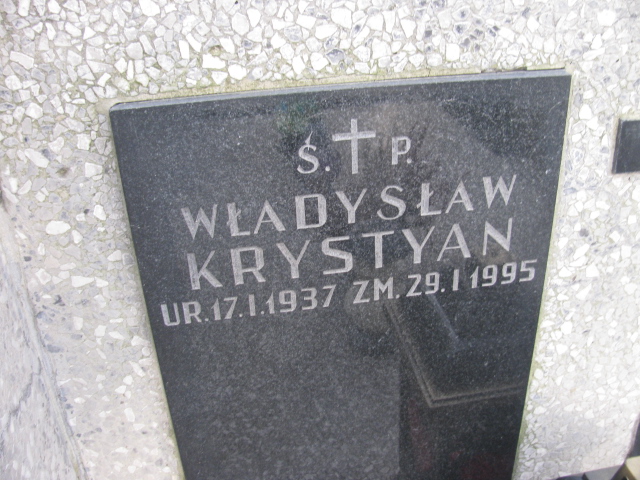 Ś. P.
WŁADYSŁAW
KRYSTYAN
UR.17.I.1937 ZM.29.I 1995